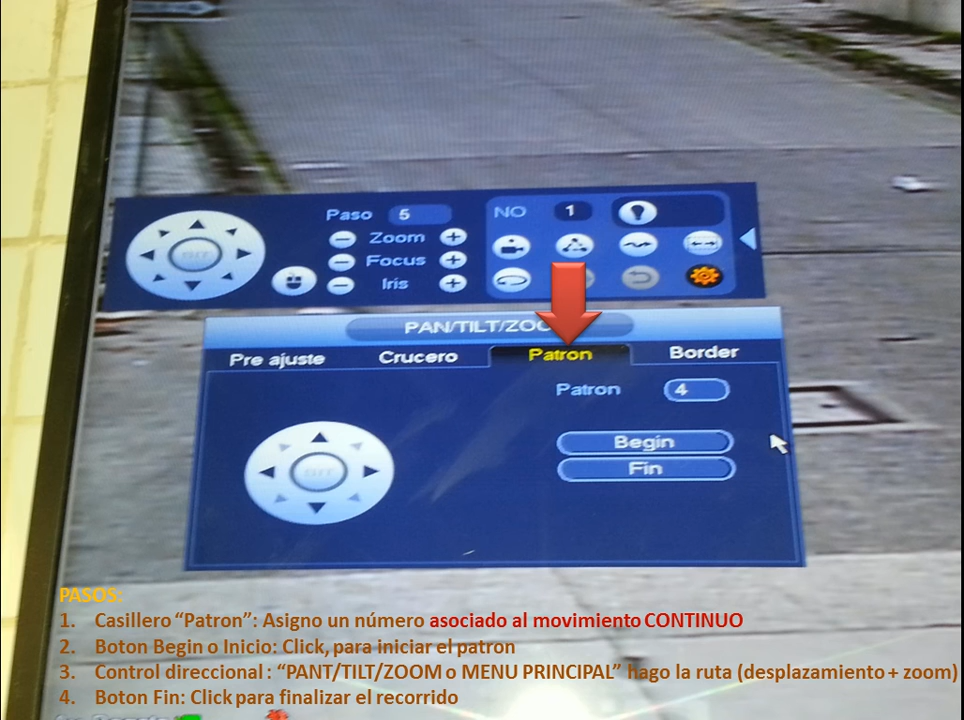 Paso 5
Zoom
Focus
Iris
NO 1
PAN/TILT/ZOO
Pre ajuste Crucero Patron Border
Patron 4
Begin
Fin
PASOS:
1. Casillero “Patron”: Asigno un número asociado al movimiento CONTINUO
2. Boton Begin o Inicio: Click, para iniciar el patron
3. Control direccional : “PANT/TILT/ZOOM o MENU PRINCIPAL” hago la ruta (desplazamiento + zoom)
4. Boton Fin: Click para finalizar el recorrido